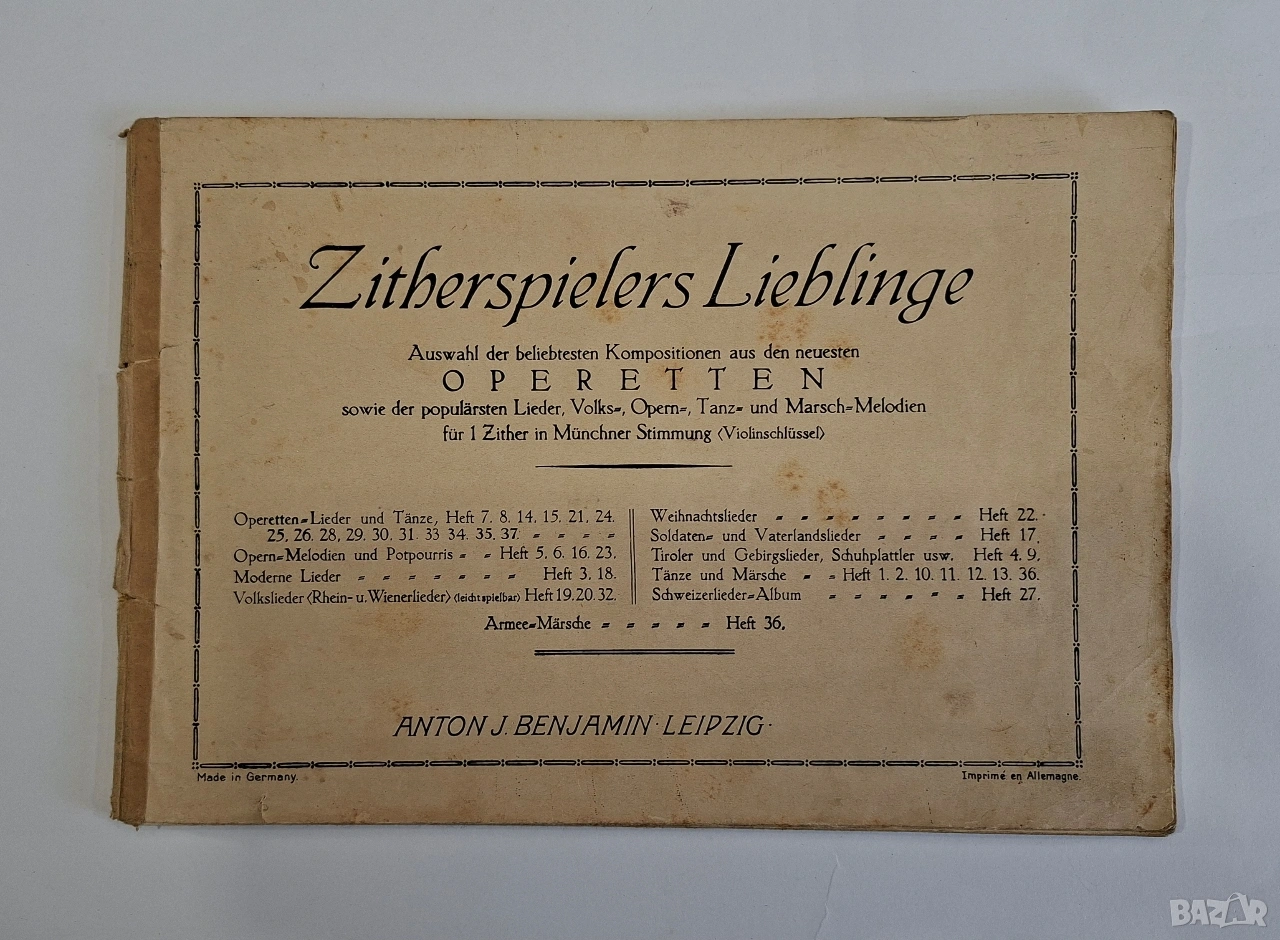 Zitherspielers Lieblinge
Auswahl der beliebtesten Kompositionen aus den neuesten
OPERETTEN
sowie der populärsten Lieder, Volks=, Opern=, Tanz= und Marsch=Melodien
für 1 Zither in Münchner Stimmung (Violinschlüssel)
Operetten=Lieder und Tänze, Heft 7. 8. 14. 15. 21. 24.
25. 26. 28, 29. 30. 31. 33 34. 35. 37
Opern=Melodien und Potpourris Heft 5. 6. 16. 23.
Moderne Lieder Heft 3. 18.
Volkslieder (Rhein- u. Wienerlieder) (leicht spielbar) Heft 19. 20. 32.
Weihnachtslieder Heft 22.
Soldaten= und Vaterlandslieder Heft 17.
Tiroler und Gebirgslieder, Schuhplattler usw. Heft 4. 9.
Tänze und Märsche Heft 1. 2. 10. 11. 12. 13. 36.
Schweizerlieder=Album Heft 27.
Armee=Märsche Heft 36.
ANTON J. BENJAMIN · LEIPZIG ·
Made in Germany.
Imprimé en Allemagne.
BAZAR